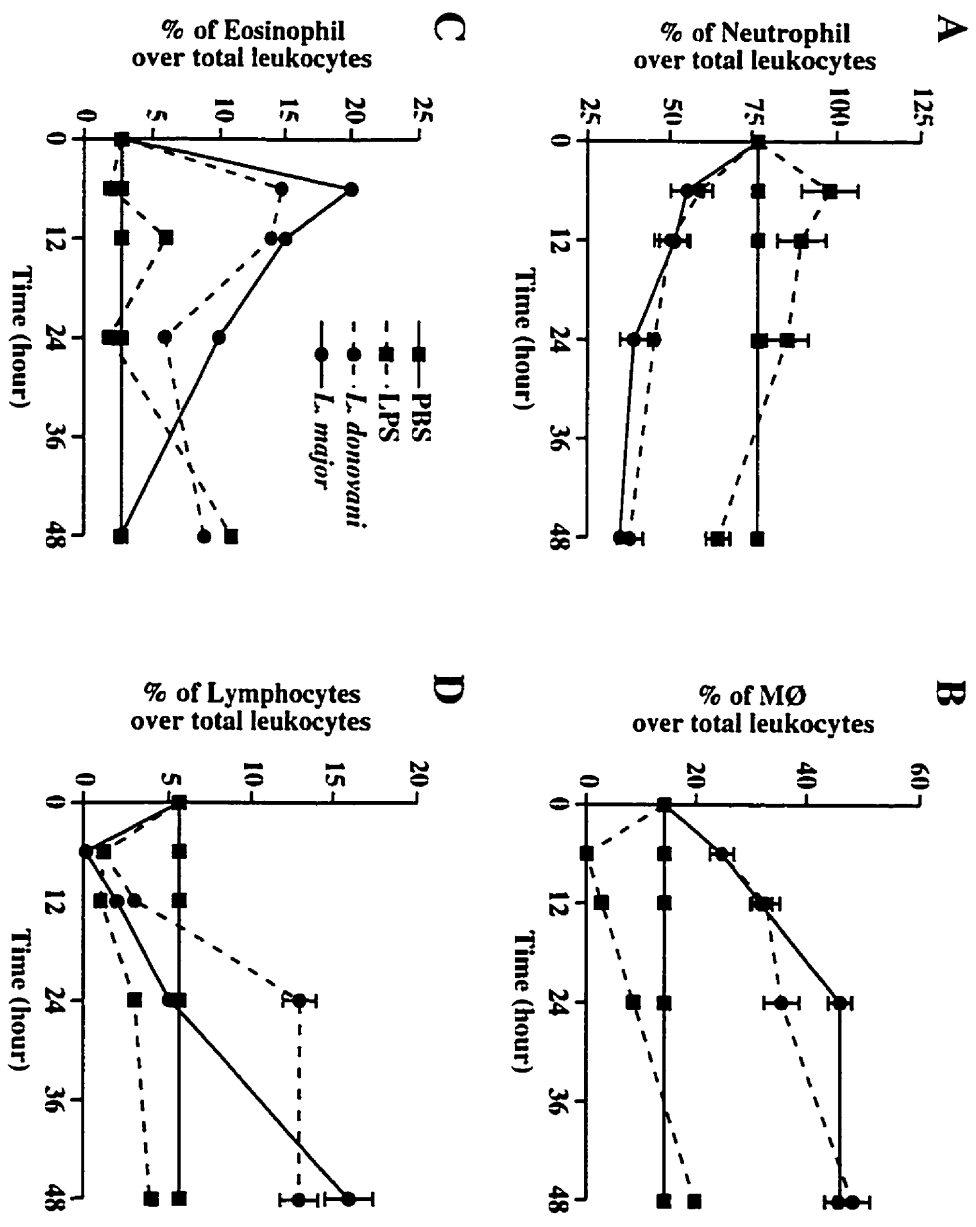 A
% of Neutrophil
over total leukocytes
125
100
75
50
25
0
12
24
36
48
Time (hour)
B
% of MØ
over total leukocytes
60
40
20
0
0
12
24
36
48
Time (hour)
C
% of Eosinophil
over total leukocytes
25
20
15
10
5
0
0
12
24
36
48
Time (hour)
PBS
LPS
L. donovani
L. major
D
% of Lymphocytes
over total leukocytes
20
15
10
5
0
0
12
24
36
48
Time (hour)